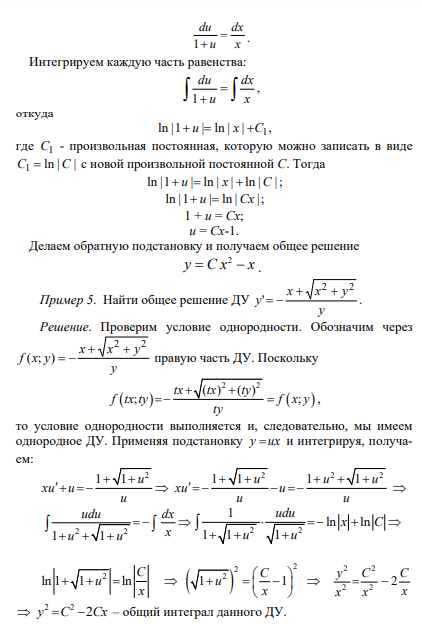 du/(1+u) = dx/x .
Интегрируем каждую часть равенства:
∫ du/(1+u) = ∫ dx/x ,
откуда
ln | 1+ u |= ln | x | +C₁,
где C₁ - произвольная постоянная, которую можно записать в виде
C₁ = ln | C | с новой произвольной постоянной C. Тогда
ln | 1+ u |= ln | x | + ln | C |;
ln | 1+ u |= ln | Cx |;
1 + u = Cx;
u = Cx-1.
Делаем обратную подстановку и получаем общее решение
y = C x² − x .
Пример 5. Найти общее решение ДУ y' = − (x + √(x² + y²))/y .
Решение. Проверим условие однородности. Обозначим через
f(x; y) = − (x + √(x² + y²))/y правую часть ДУ. Поскольку
f (tx;ty) = − (tx + √((tx)² + (ty)²))/ty = f (x; y),
то условие однородности выполняется и, следовательно, мы имеем
однородное ДУ. Применяя подстановку y = ux и интегрируя, получа-
ем:
xu′ + u = − (1 + √(1+u²))/u ⇒ xu′ = − (1 + √(1+u²))/u − u = − (1 + u² + √(1+u²))/u ⇒
∫ udu/(1+u² + √(1+u²)) = −∫ dx/x ⇒ ∫ 1/(1+√(1+u²)) · udu/√(1+u²) = − ln|x| + ln|C| ⇒
ln|1+√(1+u²)| = ln|C/x| ⇒ (√(1+u²))² = (C/x − 1)² ⇒ y²/x² = C²/x² − 2 C/x
⇒ y² = C² − 2Cx – общий интеграл данного ДУ.